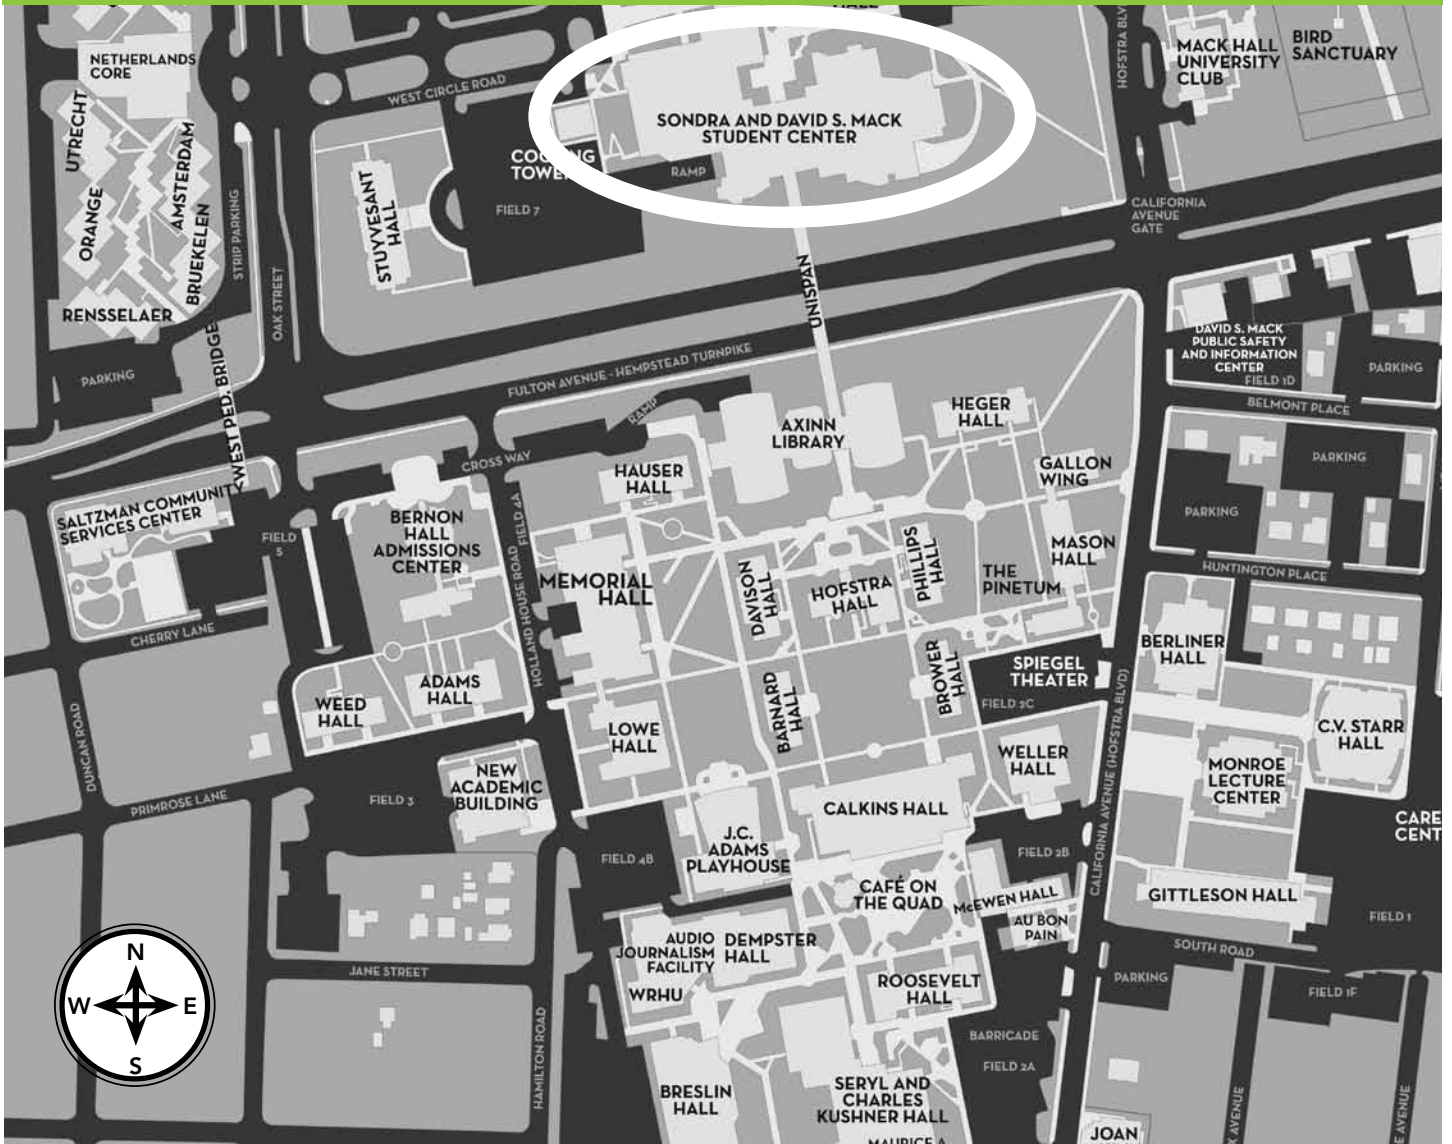 HALL
NETHERLANDS
CORE
UTRECHT
ORANGE
AMSTERDAM
BRUEKELEN
RENSSELAER
STRIP PARKING
OAK STREET
WEST CIRCLE ROAD
STUYVESANT
HALL
FIELD 7
SONDRA AND DAVID S. MACK
STUDENT CENTER
RAMP
MACK HALL
UNIVERSITY
CLUB
BIRD
SANCTUARY
CALIFORNIA
AVENUE
GATE
UNISPAN
PARKING
WEST PED. BRIDGE
FULTON AVENUE - HEMPSTEAD TURNPIKE
RAMP
DAVID S. MACK
PUBLIC SAFETY
AND INFORMATION
CENTER
FIELD 1D
PARKING
BELMONT PLACE
AXINN
LIBRARY
HEGER
HALL
CROSS WAY
HAUSER
HALL
GALLON
WING
PARKING
PARKING
SALTZMAN COMMUNITY
SERVICES CENTER
FIELD
5
BERNON
HALL
ADMISSIONS
CENTER
FIELD 4A
HOLLAND HOUSE ROAD
MEMORIAL
HALL
DAVISON
HALL
HOFSTRA
HALL
PHILLIPS
HALL
THE
PINETUM
MASON
HALL
HUNTINGTON PLACE
CHERRY LANE
BERLINER
HALL
SPIEGEL
THEATER
FIELD 2C
BROWER
HALL
BARNARD
HALL
ADAMS
HALL
WEED
HALL
LOWE
HALL
DUNCAN ROAD
WELLER
HALL
C.V. STARR
HALL
MONROE
LECTURE
CENTER
CALIFORNIA AVENUE (HOFSTRA BLVD)
NEW
ACADEMIC
BUILDING
PRIMROSE LANE
FIELD 3
CALKINS HALL
J.C.
ADAMS
PLAYHOUSE
FIELD 4B
FIELD 2B
CAFÉ ON
THE QUAD
McEWEN HALL
AU BON
PAIN
GITTLESON HALL
FIELD 1
AUDIO
JOURNALISM
FACILITY
DEMPSTER
HALL
SOUTH ROAD
WRHU
ROOSEVELT
HALL
PARKING
FIELD 1F
JANE STREET
HAMILTON ROAD
BARRICADE
FIELD 2A
BRESLIN
HALL
SERYL AND
CHARLES
KUSHNER HALL
JOAN
N
W
E
S